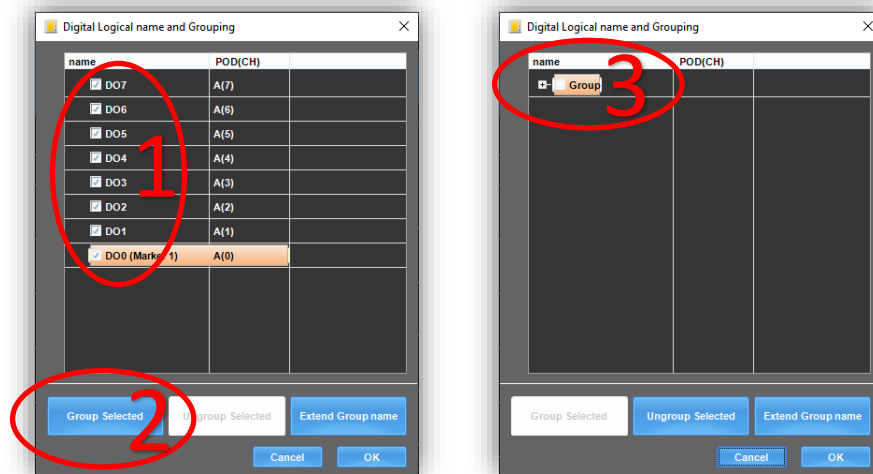 Digital Logical name and Grouping
name POD(CH)
DO7 A(7)
DO6 A(6)
DO5 A(5)
DO4 A(4)
DO3 A(3)
DO2 A(2)
DO1 A(1)
DO0 (Marker 1) A(0)
1
Group Selected Ungroup Selected Extend Group name
2
Cancel OK
Digital Logical name and Grouping
name POD(CH)
Group
3
Group Selected Ungroup Selected Extend Group name
Cancel OK